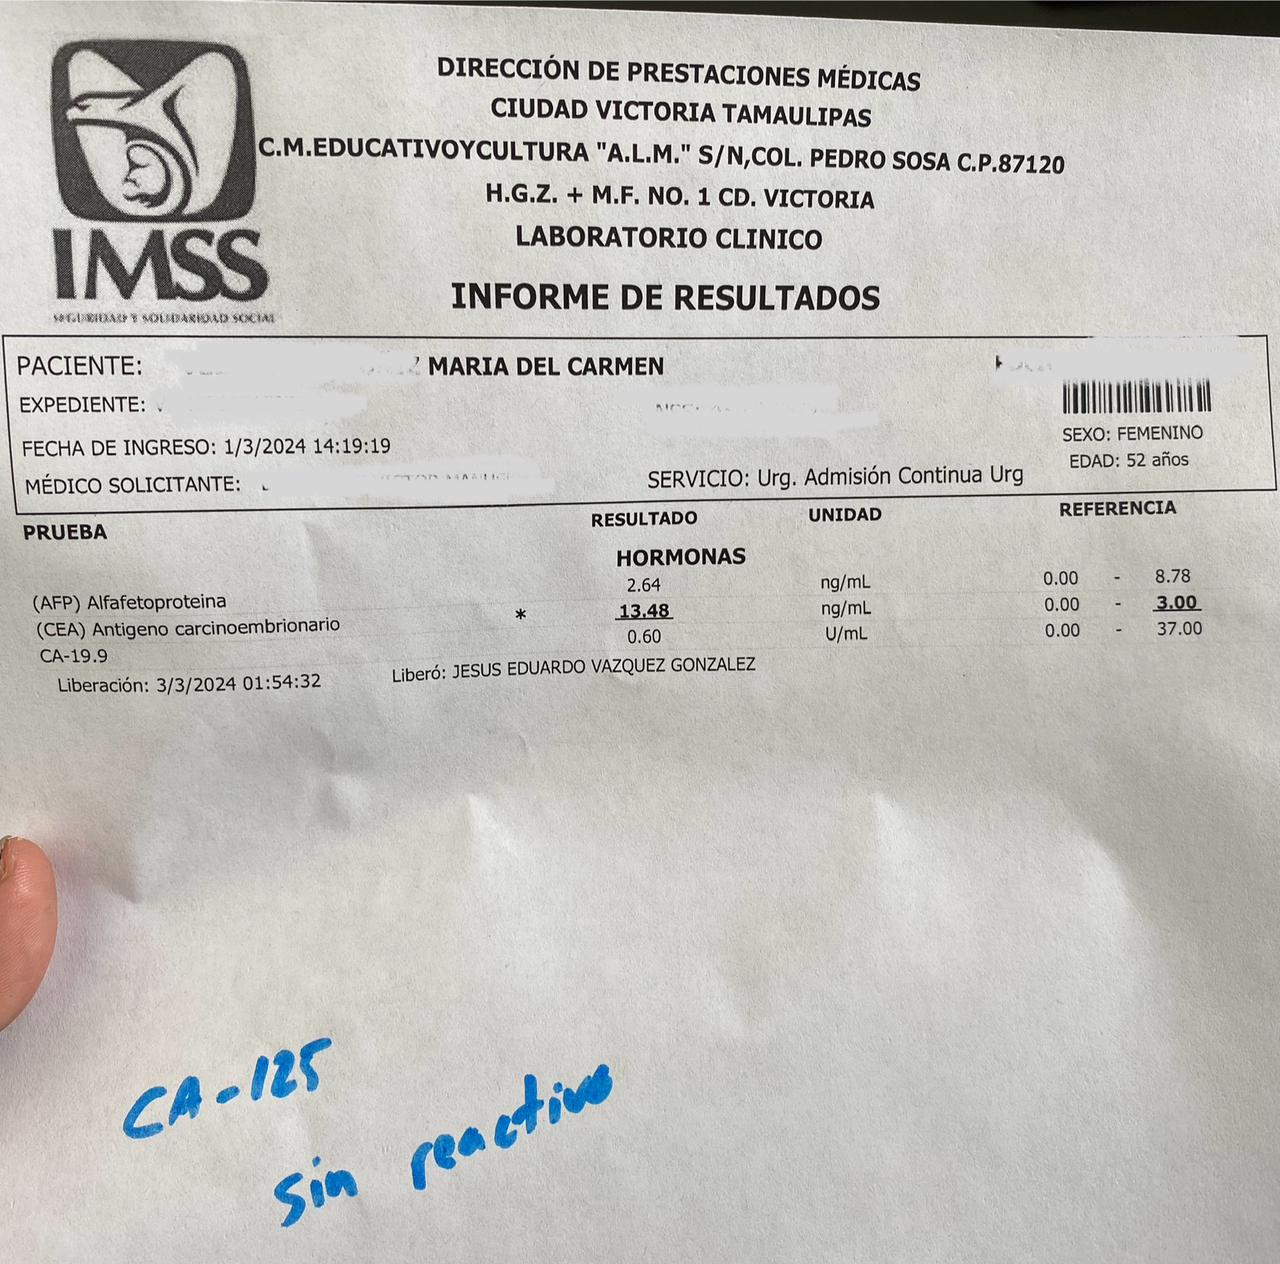 DIRECCIÓN DE PRESTACIONES MÉDICAS
CIUDAD VICTORIA TAMAULIPAS
C.M.EDUCATIVOYCULTURA "A.L.M." S/N,COL. PEDRO SOSA C.P.87120
H.G.Z. + M.F. NO. 1 CD. VICTORIA
LABORATORIO CLINICO
INFORME DE RESULTADOS
IMSS
SEGURIDAD Y SOLIDARIDAD SOCIAL
PACIENTE: MARIA DEL CARMEN
EXPEDIENTE:
FECHA DE INGRESO: 1/3/2024 14:19:19
SEXO: FEMENINO
EDAD: 52 años
MÉDICO SOLICITANTE: SERVICIO: Urg. Admisión Continua Urg
PRUEBA RESULTADO UNIDAD REFERENCIA
HORMONAS
(AFP) Alfafetoproteina 2.64 ng/mL 0.00 - 8.78
(CEA) Antigeno carcinoembrionario * 13.48 ng/mL 0.00 - 3.00
CA-19.9 0.60 U/mL 0.00 - 37.00
Liberación: 3/3/2024 01:54:32 Liberó: JESUS EDUARDO VAZQUEZ GONZALEZ
CA-125
sin reactivo